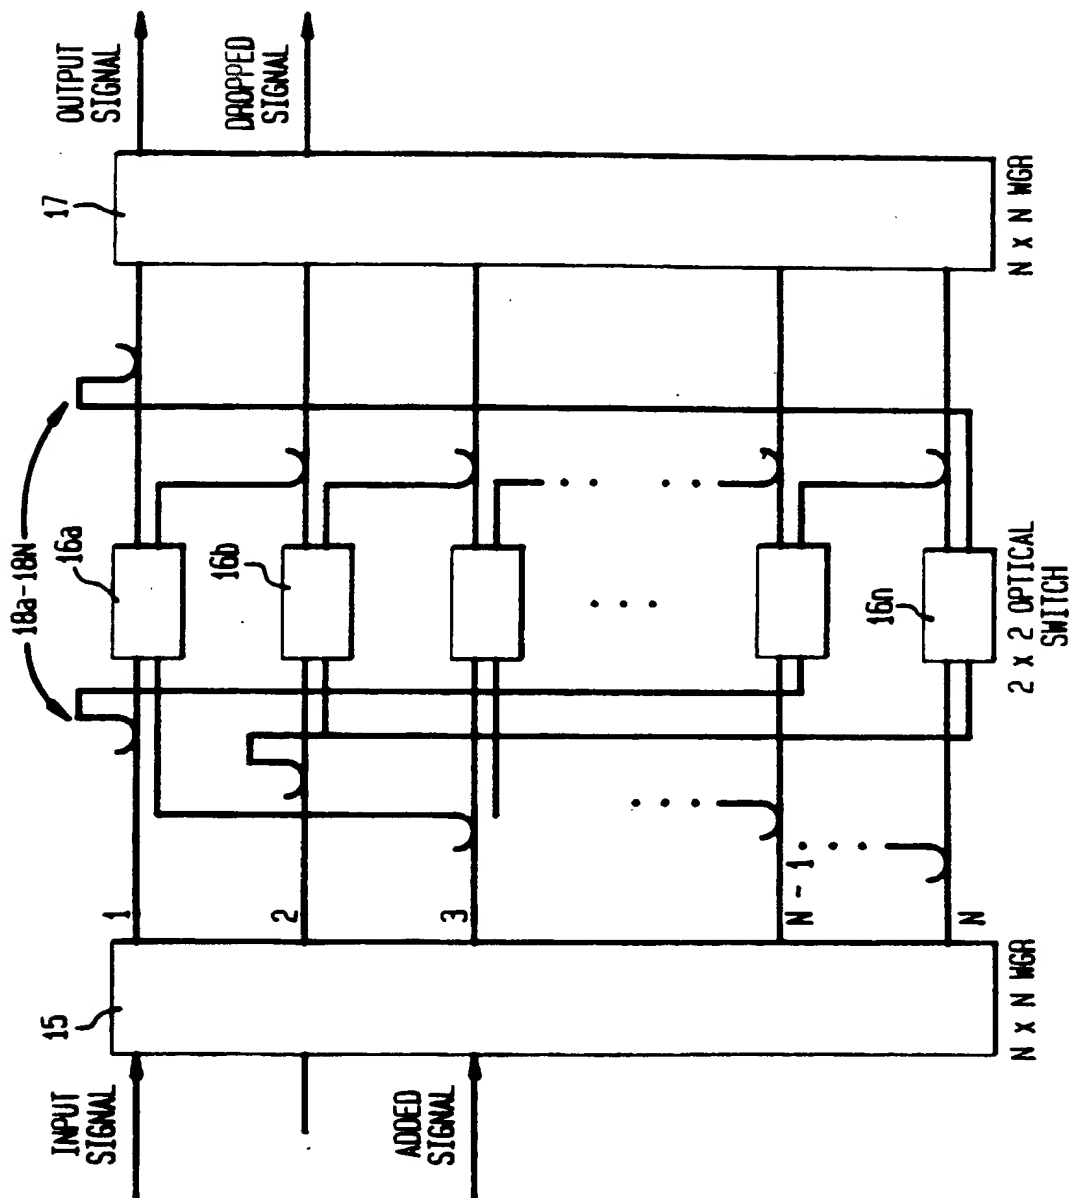 INPUT
SIGNAL
ADDED
SIGNAL
15
N x N WGR
1
2
3
N - 1
N
18a-18N
16a
16b
16n
2 x 2 OPTICAL
SWITCH
17
N x N WGR
OUTPUT
SIGNAL
DROPPED
SIGNAL